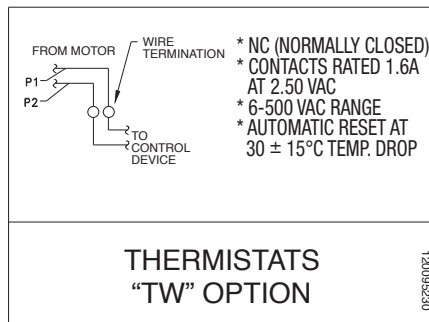 FROM MOTOR
WIRE
TERMINATION
P1
P2
TO
CONTROL
DEVICE
* NC (NORMALLY CLOSED)
* CONTACTS RATED 1.6A
AT 2.50 VAC
* 6-500 VAC RANGE
* AUTOMATIC RESET AT
30 ± 15°C TEMP. DROP
THERMISTATS
“TW” OPTION
120095230